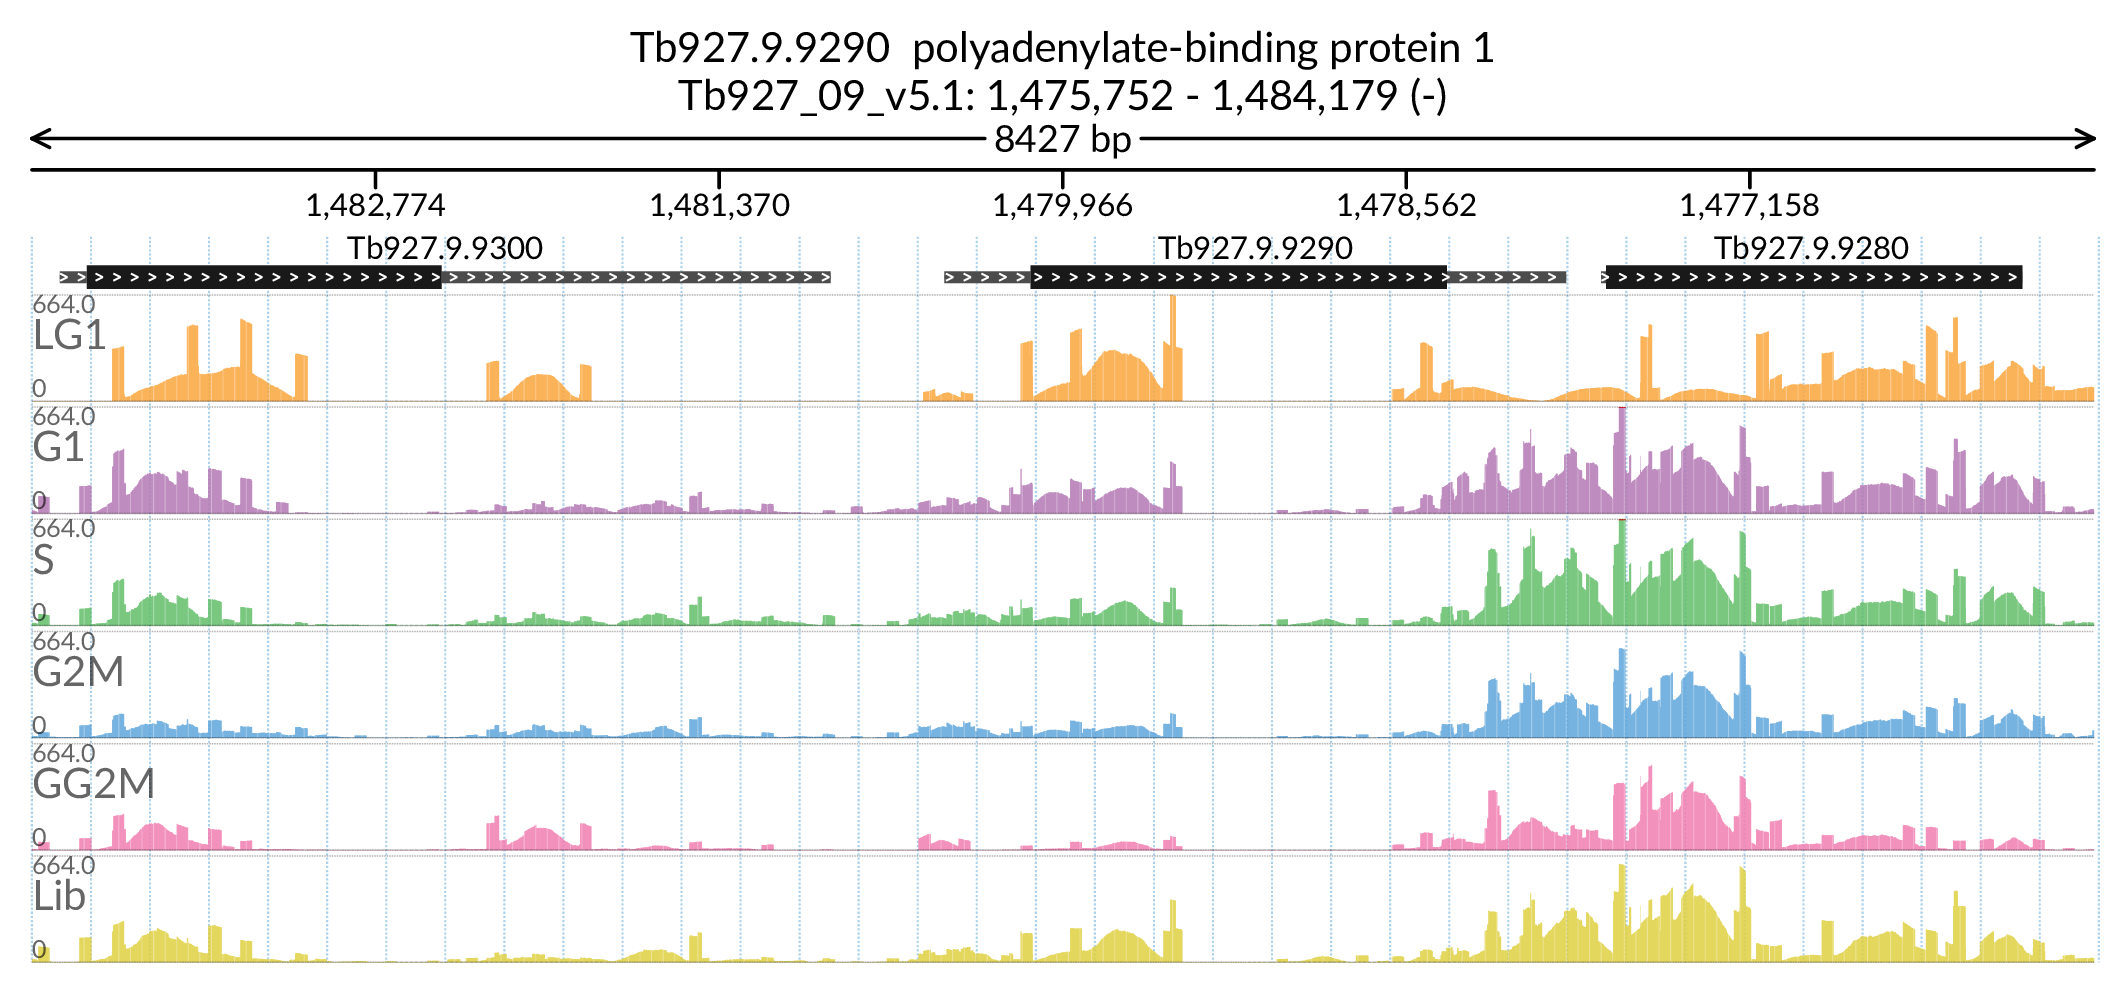 Tb927.9.9290  polyadenylate-binding protein 1
Tb927_09_v5.1: 1,475,752 - 1,484,179 (-)
8427 bp
1,482,774 1,481,370 1,479,966 1,478,562 1,477,158
Tb927.9.9300 Tb927.9.9290 Tb927.9.9280
664.0
LG1
0
664.0
G1
0
664.0
S
0
664.0
G2M
0
664.0
GG2M
0
664.0
Lib
0